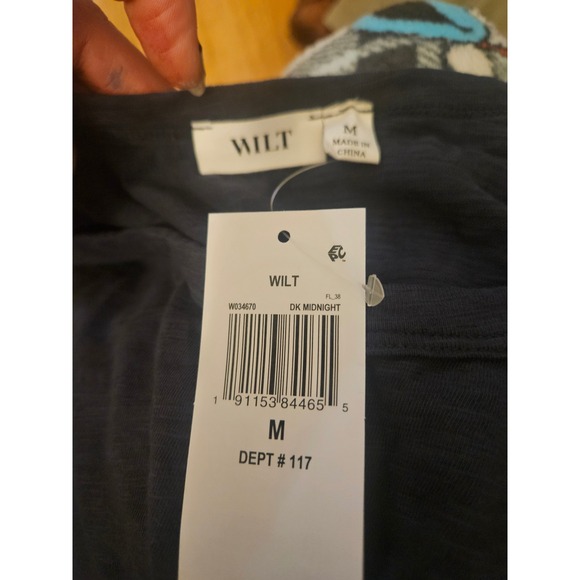 WILT
M
MADE IN
CHINA
WILT
FL_38
W034670 DK MIDNIGHT
1 91153 84465 5
M
DEPT # 117